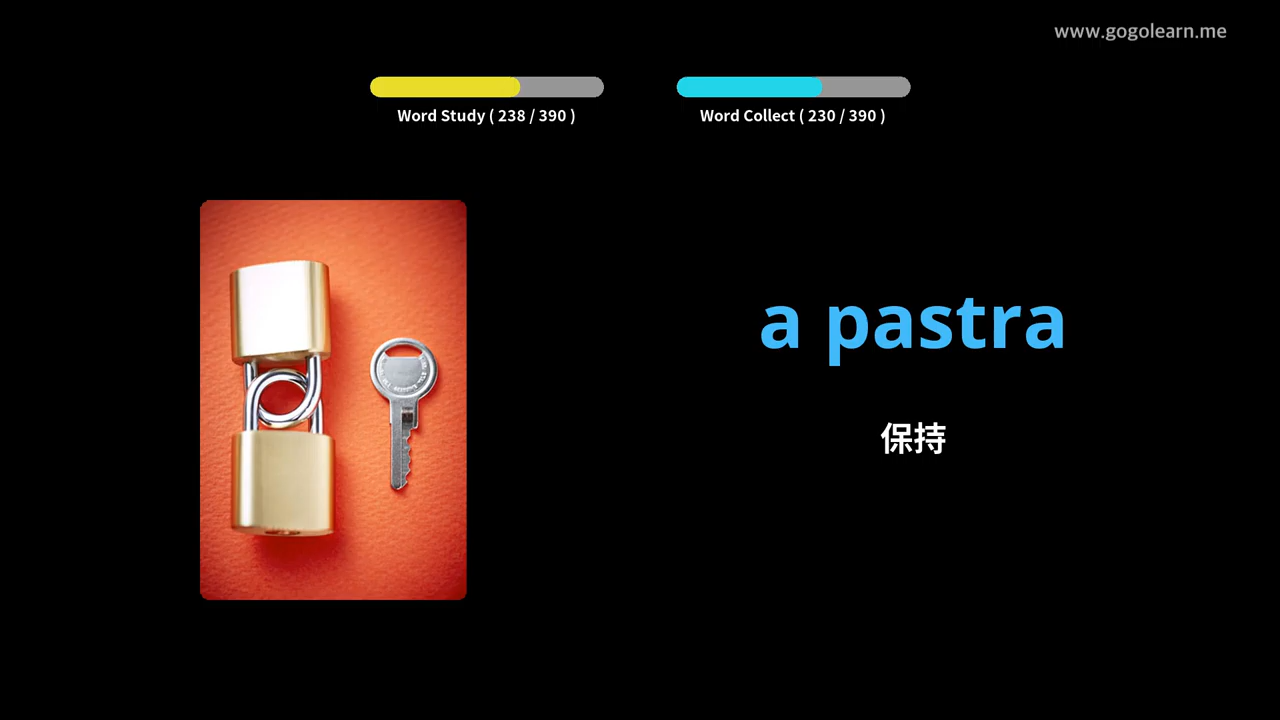 www.gogolearn.me
Word Study ( 238 / 390 )
Word Collect ( 230 / 390 )
a pastra
保持